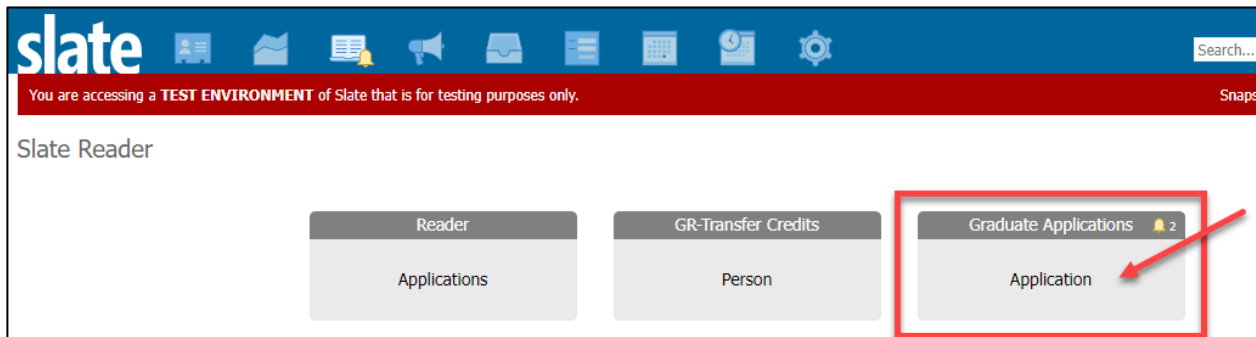 slate
Search...
You are accessing a TEST ENVIRONMENT of Slate that is for testing purposes only.
Snaps
Slate Reader
Reader
GR-Transfer Credits
Graduate Applications 2
Applications
Person
Application